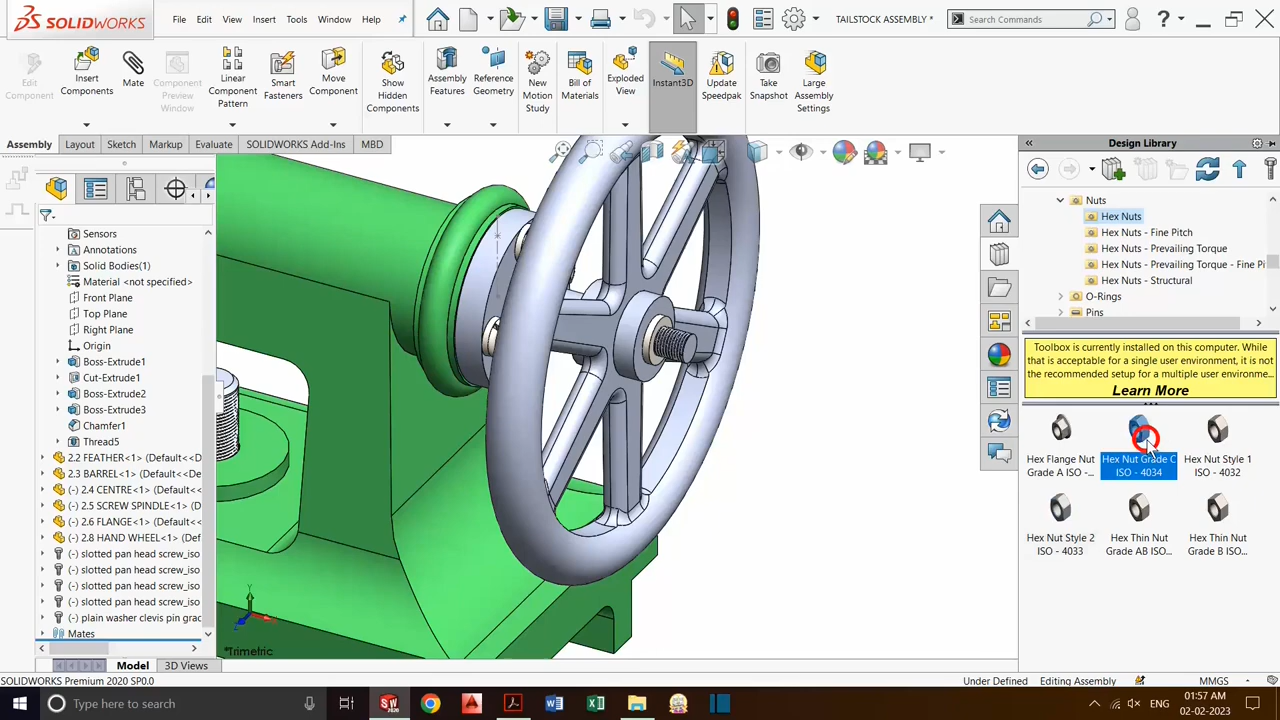 SOLIDWORKS
File
Edit
View
Insert
Tools
Window
Help
TAILSTOCK ASSEMBLY *
Search Commands
?
Edit
Component
Insert
Components
Mate
Component
Preview
Window
Linear
Component
Pattern
Smart
Fasteners
Move
Component
Show
Hidden
Components
Assembly
Features
Reference
Geometry
New
Motion
Study
Bill of
Materials
Exploded
View
Instant3D
Update
Speedpak
Take
Snapshot
Large
Assembly
Settings
Assembly
Layout
Sketch
Markup
Evaluate
SOLIDWORKS Add-Ins
MBD
Sensors
Annotations
Solid Bodies(1)
Material <not specified>
Front Plane
Top Plane
Right Plane
Origin
Boss-Extrude1
Cut-Extrude1
Boss-Extrude2
Boss-Extrude3
Chamfer1
Thread5
2.2 FEATHER<1> (Default<<
2.3 BARREL<1> (Default<<
(-) 2.4 CENTRE<1> (Default
(-) 2.5 SCREW SPINDLE<1>
(-) 2.6 FLANGE<1> (Default
(-) 2.8 HAND WHEEL<1> (D
(-) slotted pan head screw_iso
(-) slotted pan head screw_iso
(-) slotted pan head screw_iso
(-) slotted pan head screw_iso
(-) plain washer clevis pin grac
Mates
*Trimetric
Design Library
Nuts
Hex Nuts
Hex Nuts - Fine Pitch
Hex Nuts - Prevailing Torque
Hex Nuts - Prevailing Torque - Fine Pi
Hex Nuts - Structural
O-Rings
Pins
Toolbox is currently installed on this computer. While
that is acceptable for a single user environment, it is not
the recommended setup for a multiple user environme...
Learn More
Hex Flange Nut
Grade A ISO -...
Hex Nut Grade C
ISO - 4034
Hex Nut Style 1
ISO - 4032
Hex Nut Style 2
ISO - 4033
Hex Thin Nut
Grade AB ISO...
Hex Thin Nut
Grade B ISO...
Model
3D Views
SOLIDWORKS Premium 2020 SP0.0
Under Defined
Editing Assembly
MMGS
Type here to search
ENG
01:57 AM
02-02-2023